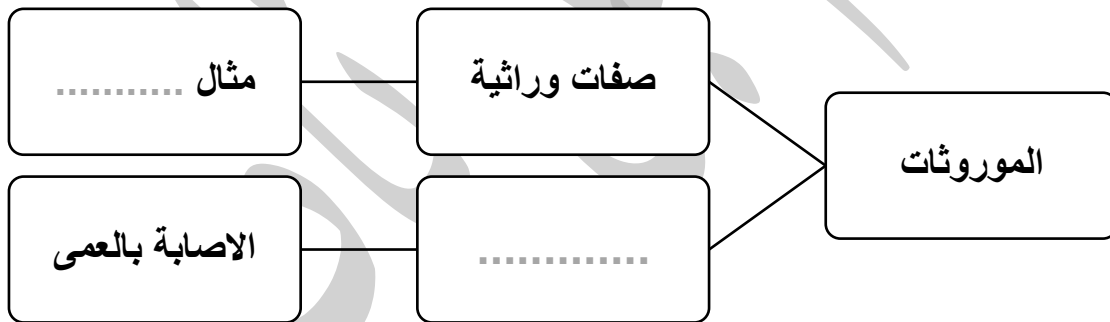 الموروثات
صفات وراثية
مثال ...........
.............
الاصابة بالعمى